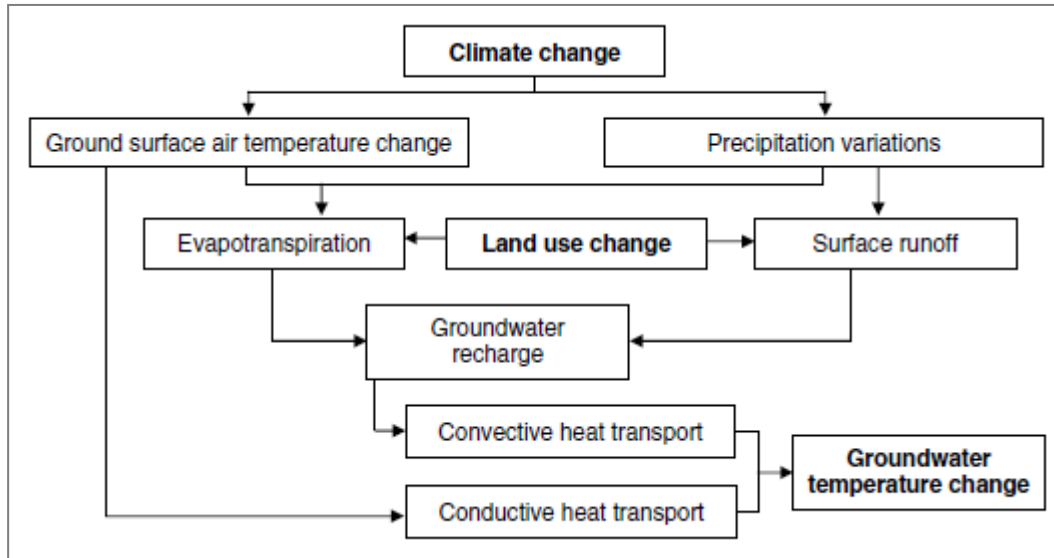 Climate change
Ground surface air temperature change
Precipitation variations
Evapotranspiration
Land use change
Surface runoff
Groundwater
recharge
Convective heat transport
Groundwater
temperature change
Conductive heat transport